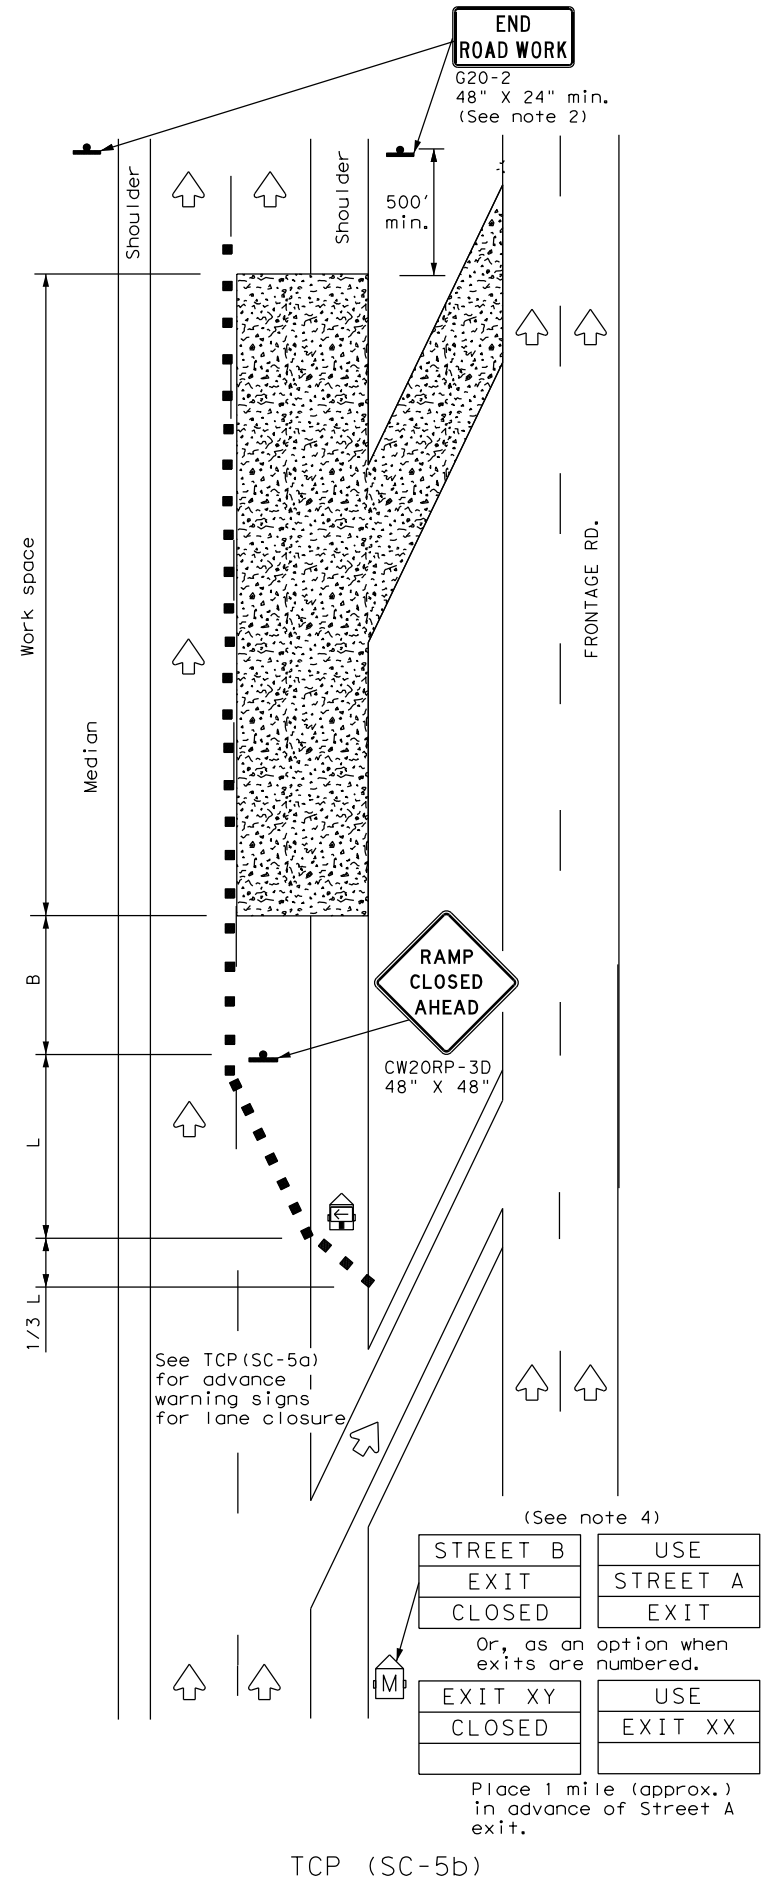 END
ROAD WORK
G20-2
48" X 24" min.
(See note 2)
Shoulder
Shoulder
500'
min.
Work space
FRONTAGE RD.
Median
B
RAMP
CLOSED
AHEAD
CW20RP-3D
48" X 48"
L
1/3 L
See TCP(SC-5a)
for advance
warning signs
for lane closure
(See note 4)
STREET B
EXIT
CLOSED
USE
STREET A
EXIT
Or, as an option when
exits are numbered.
M
EXIT XY
CLOSED
USE
EXIT XX
Place 1 mile (approx.)
in advance of Street A
exit.
TCP (SC-5b)